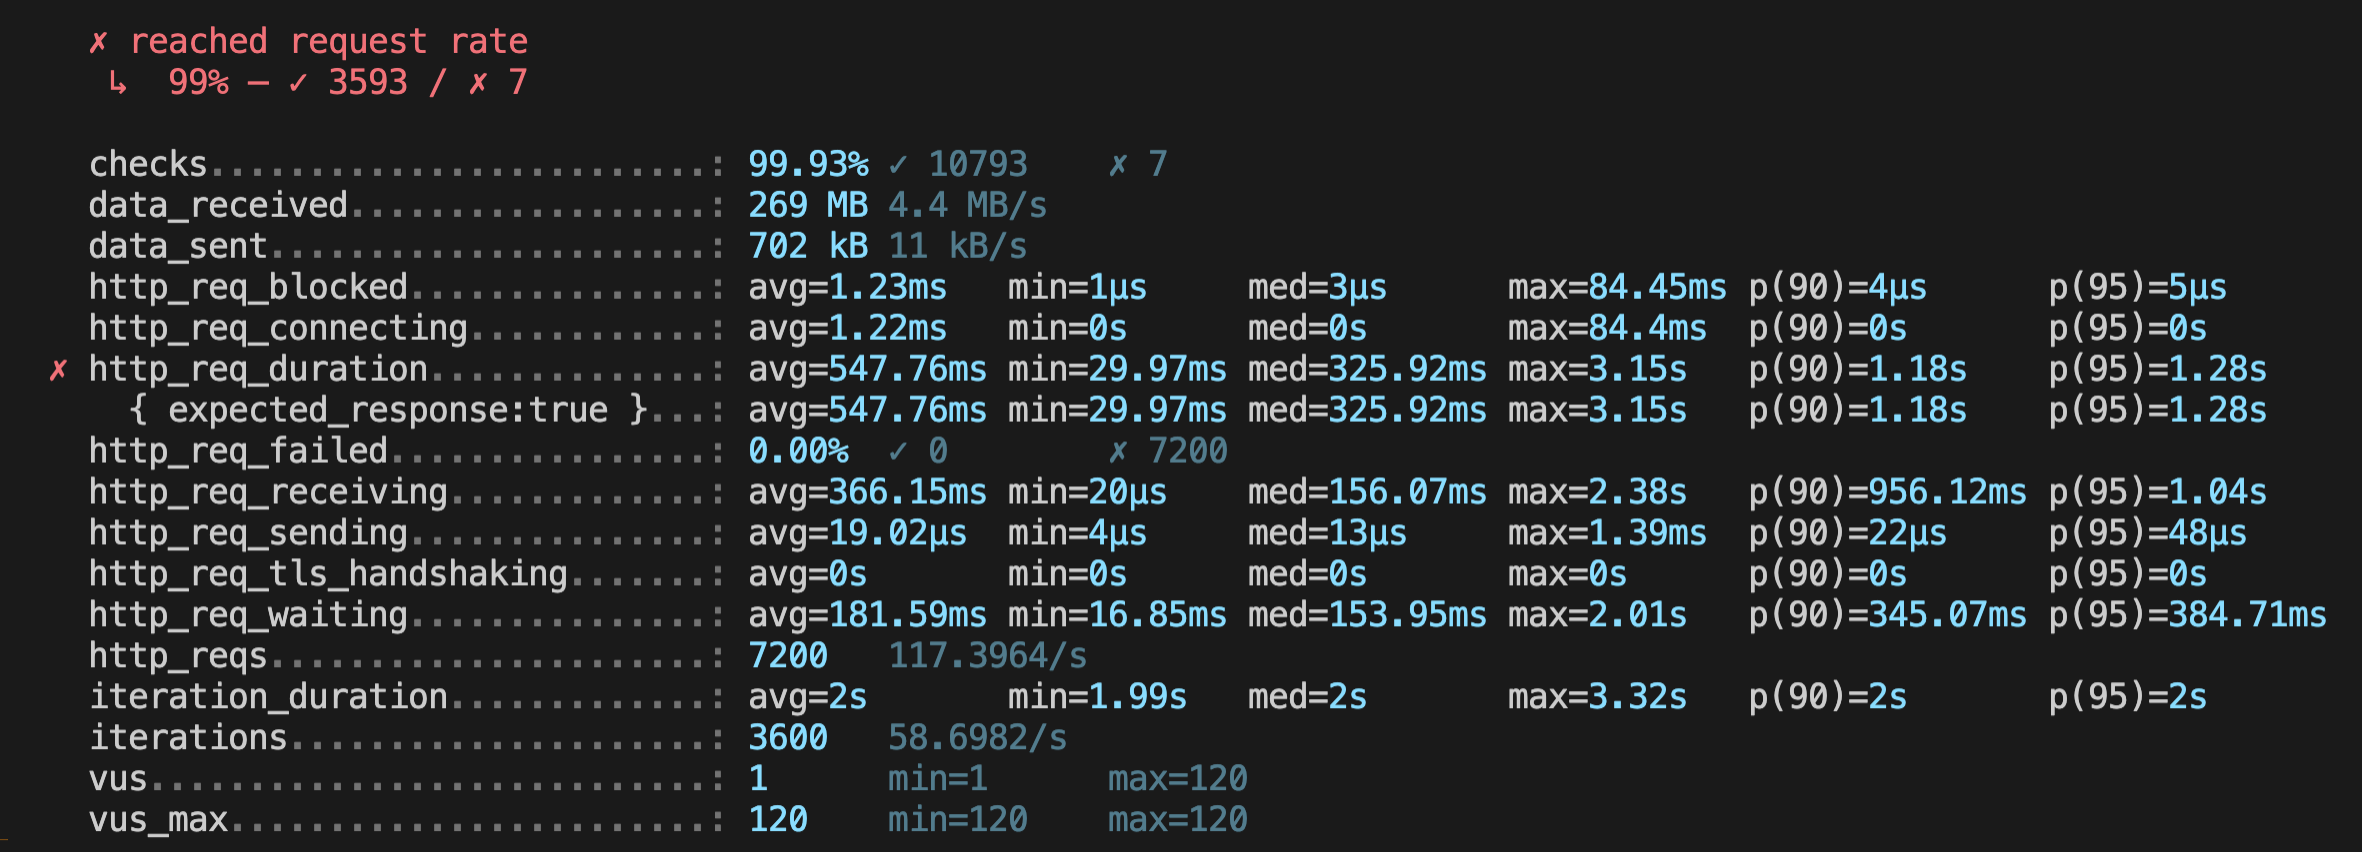 ✗ reached request rate
↳ 99% — ✓ 3593 / ✗ 7
checks.........................: 99.93% ✓ 10793 ✗ 7
data_received..................: 269 MB 4.4 MB/s
data_sent......................: 702 kB 11 kB/s
http_req_blocked...............: avg=1.23ms min=1µs med=3µs max=84.45ms p(90)=4µs p(95)=5µs
http_req_connecting............: avg=1.22ms min=0s med=0s max=84.4ms p(90)=0s p(95)=0s
✗ http_req_duration..............: avg=547.76ms min=29.97ms med=325.92ms max=3.15s p(90)=1.18s p(95)=1.28s
{ expected_response:true }...: avg=547.76ms min=29.97ms med=325.92ms max=3.15s p(90)=1.18s p(95)=1.28s
http_req_failed................: 0.00% ✓ 0 ✗ 7200
http_req_receiving.............: avg=366.15ms min=20µs med=156.07ms max=2.38s p(90)=956.12ms p(95)=1.04s
http_req_sending...............: avg=19.02µs min=4µs med=13µs max=1.39ms p(90)=22µs p(95)=48µs
http_req_tls_handshaking.......: avg=0s min=0s med=0s max=0s p(90)=0s p(95)=0s
http_req_waiting...............: avg=181.59ms min=16.85ms med=153.95ms max=2.01s p(90)=345.07ms p(95)=384.71ms
http_reqs......................: 7200 117.3964/s
iteration_duration.............: avg=2s min=1.99s med=2s max=3.32s p(90)=2s p(95)=2s
iterations.....................: 3600 58.6982/s
vus............................: 1 min=1 max=120
vus_max........................: 120 min=120 max=120